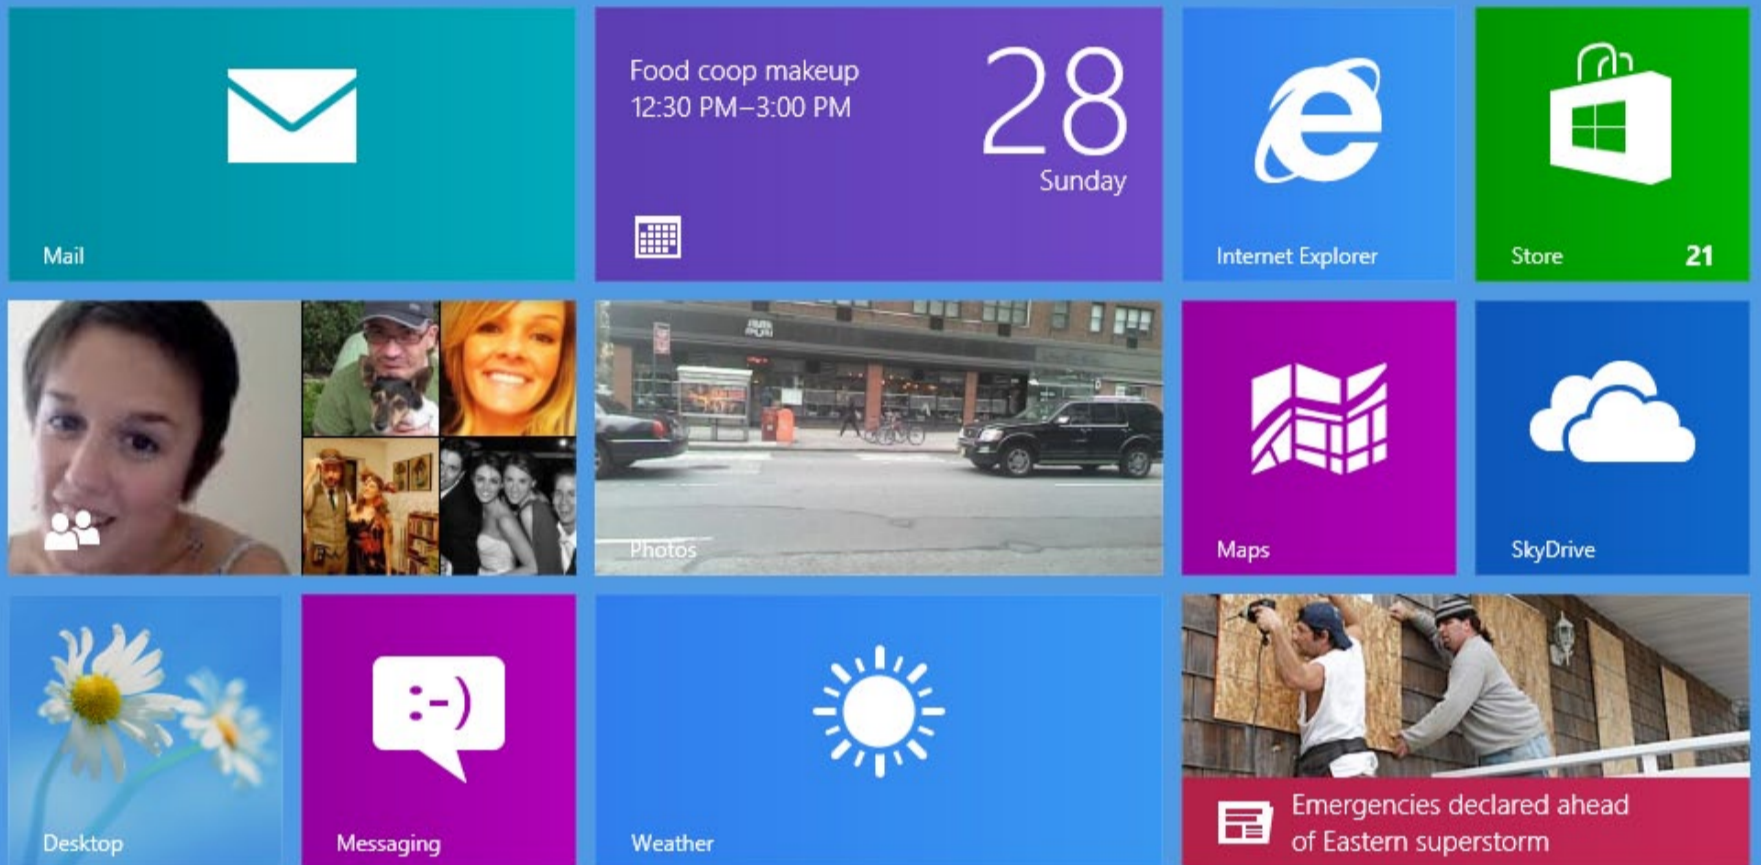 Food coop makeup
12:30 PM–3:00 PM
28
Sunday
Mail
Internet Explorer
Store
21
Photos
Maps
SkyDrive
:-)
Desktop
Messaging
Weather
Emergencies declared ahead
of Eastern superstorm